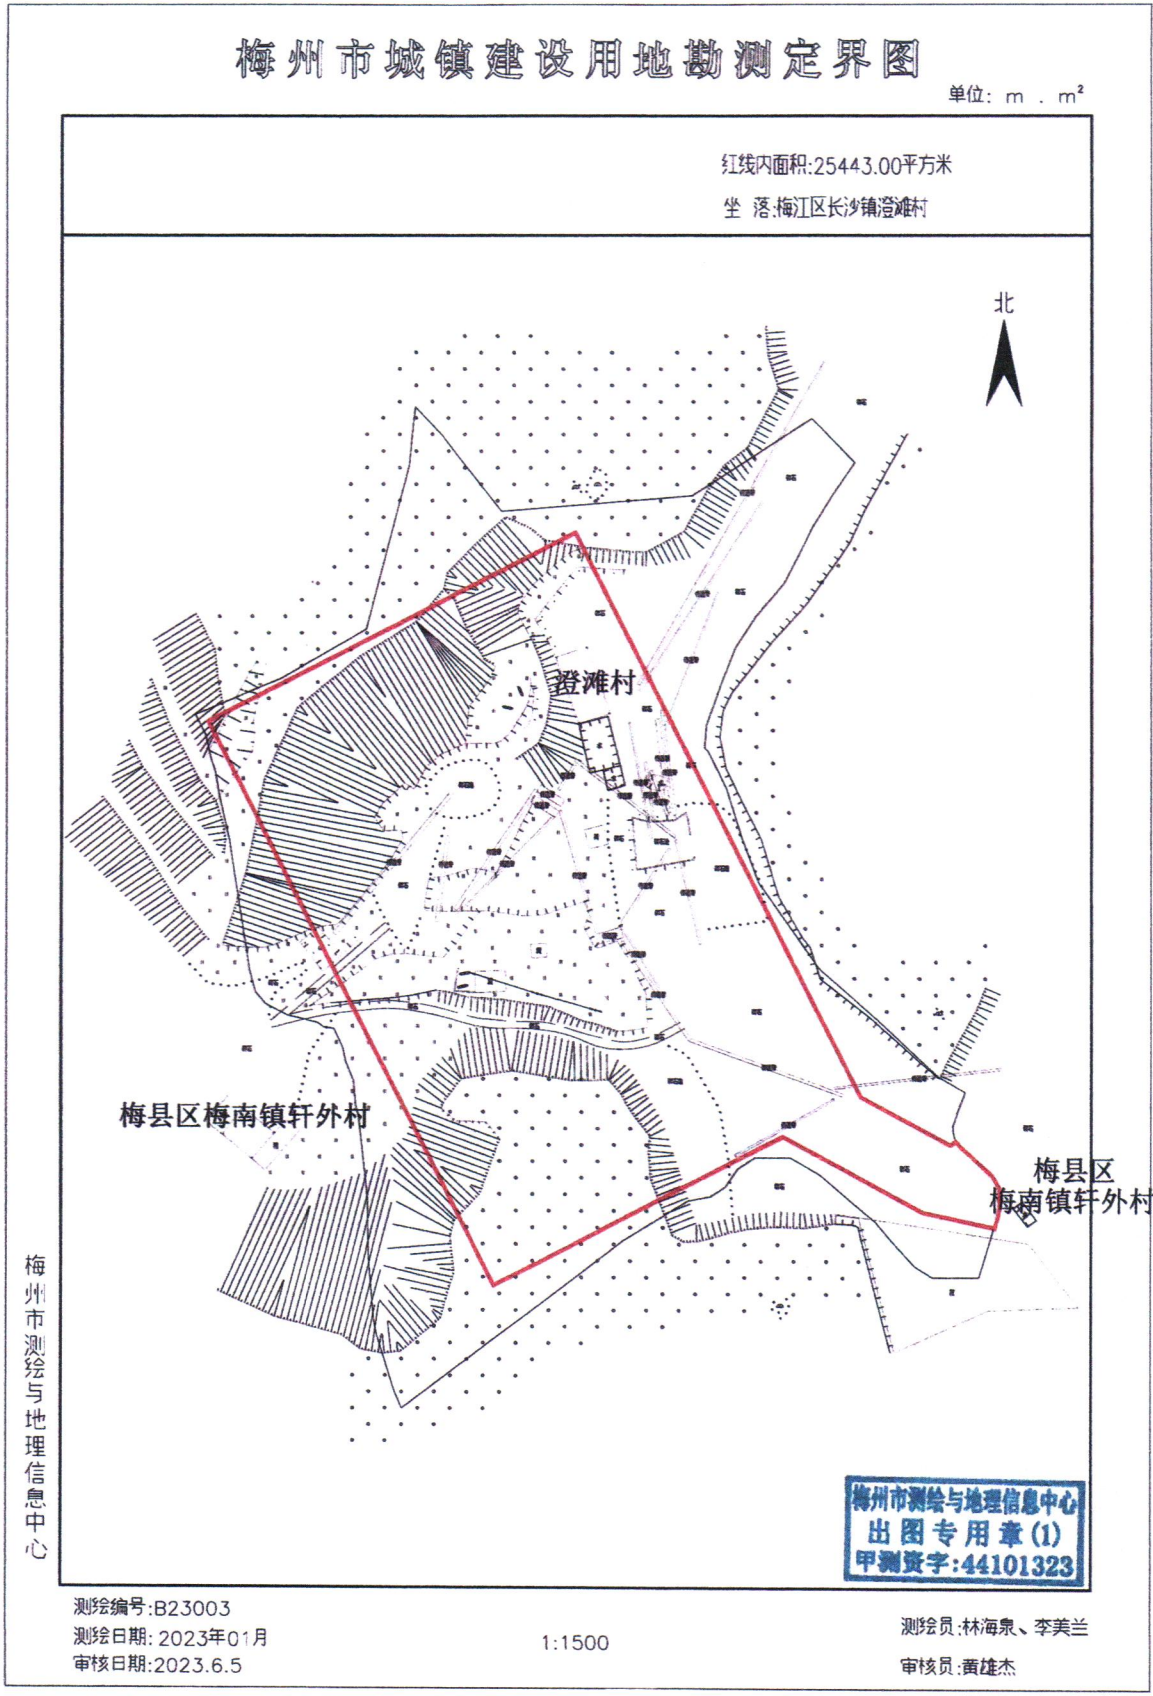 梅州市城镇建设用地勘测定界图
单位: m . m²
红线内面积:25443.00平方米
坐 落:梅江区长沙镇澄滩村
北
澄滩村
梅县区梅南镇轩外村
梅县区
梅南镇轩外村
梅州市测绘与地理信息中心
梅州市测绘与地理信息中心
出图专用章(1)
甲测资字:44101323
测绘编号:B23003
测绘日期: 2023年01月
审核日期:2023.6.5
1:1500
测绘员:林海泉、李美兰
审核员:黄雄杰